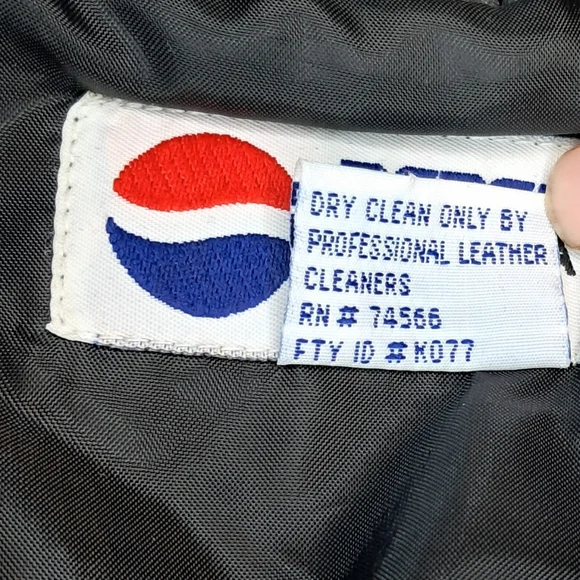 DRY CLEAN ONLY BY
PROFESSIONAL LEATHER
CLEANERS
RN # 74566
FTY ID # K077